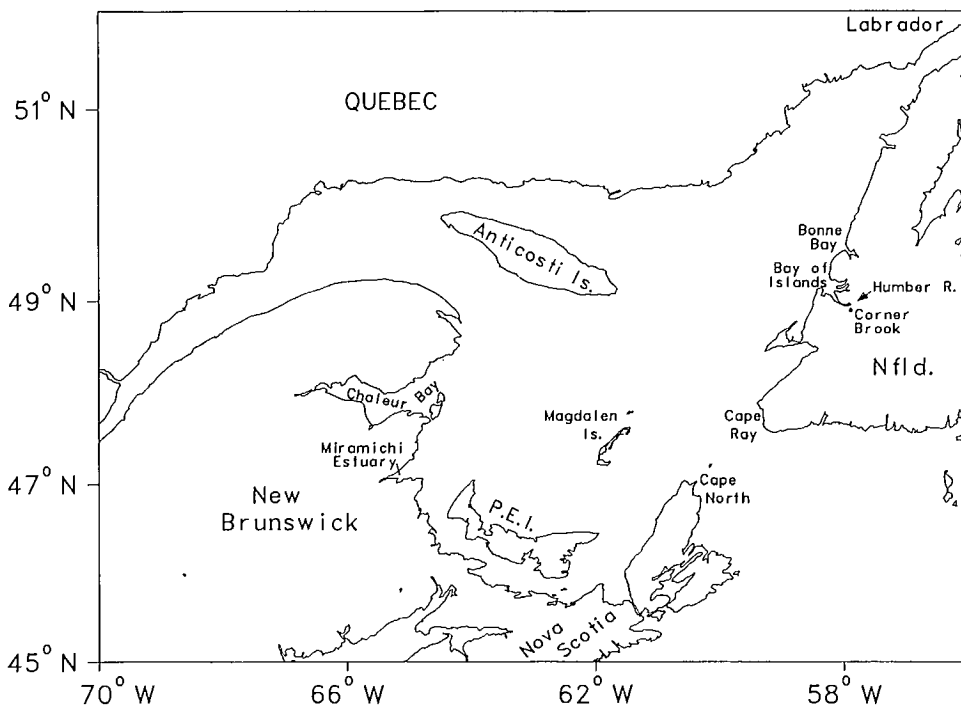 Labrador
51° N
QUEBEC
Anticosti Is.
Bonne
Bay
Bay of
Islands
Humber R.
49° N
Corner
Brook
Nfld.
Chaleur Bay
Magdalen
Is.
Cape
Ray
Miramichi
Estuary
47° N
Cape
North
New
Brunswick
P.E.I.
Nova
Scotia
45° N
70° W
66° W
62° W
58° W